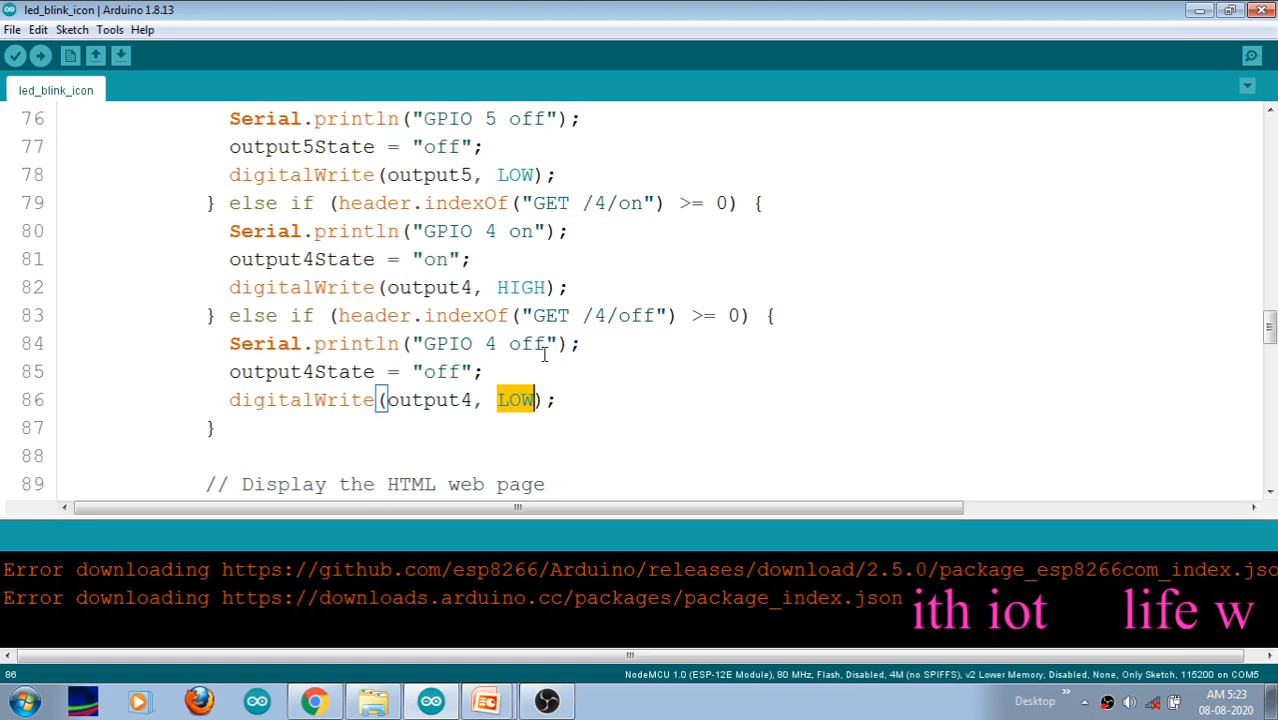 led_blink_icon | Arduino 1.8.13
File Edit Sketch Tools Help
led_blink_icon
76 Serial.println("GPIO 5 off");
77 output5State = "off";
78 digitalWrite(output5, LOW);
79 } else if (header.indexOf("GET /4/on") >= 0) {
80 Serial.println("GPIO 4 on");
81 output4State = "on";
82 digitalWrite(output4, HIGH);
83 } else if (header.indexOf("GET /4/off") >= 0) {
84 Serial.println("GPIO 4 off");
85 output4State = "off";
86 digitalWrite(output4, LOW);
87 }
88
89 // Display the HTML web page
Error downloading https://github.com/esp8266/Arduino/releases/download/2.5.0/package_esp8266com_index.jso
Error downloading https://downloads.arduino.cc/packages/package_index.json
ith iot life w
86 NodeMCU 1.0 (ESP-12E Module), 80 MHz, Flash, Disabled, 4M (no SPIFFS), v2 Lower Memory, Disabled, None, Only Sketch, 115200 on COM5
Desktop
AM 5:23
08-08-2020